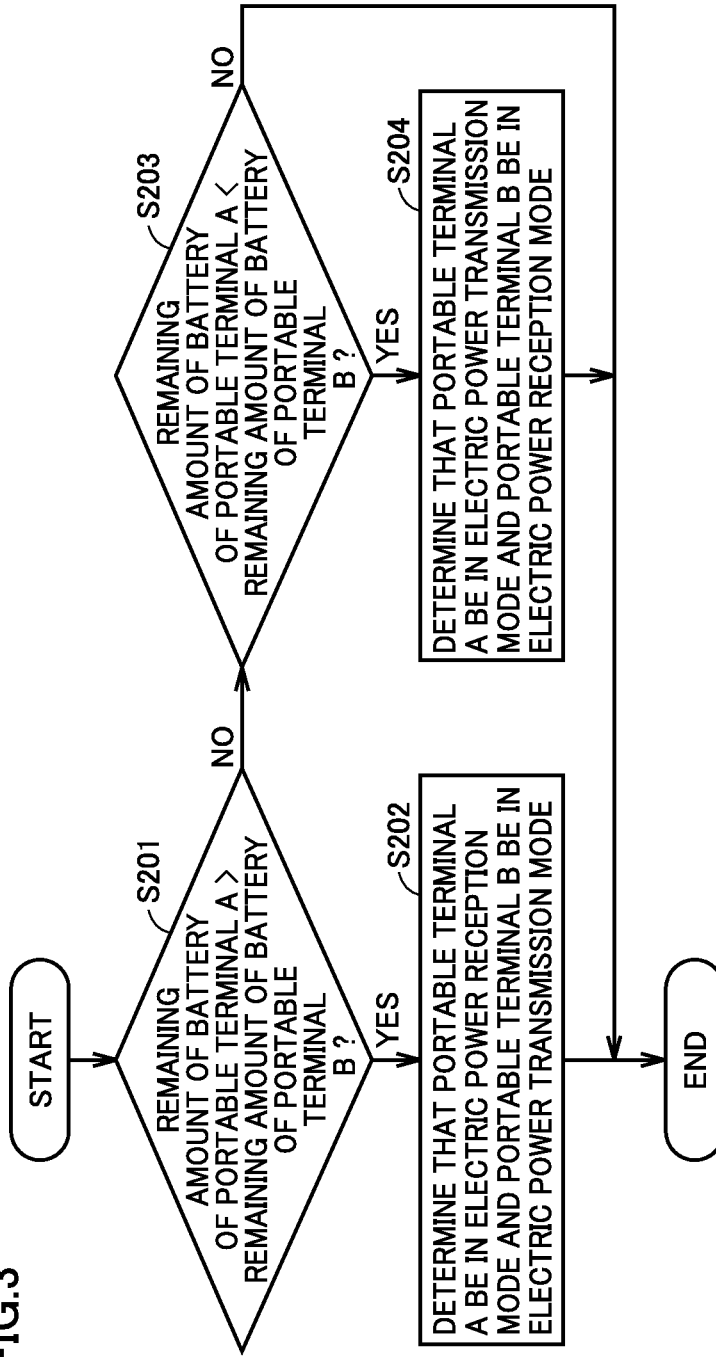 FIG.3
START
S201
REMAINING
AMOUNT OF BATTERY
OF PORTABLE TERMINAL A >
REMAINING AMOUNT OF BATTERY
OF PORTABLE
TERMINAL
B ?
NO
YES
S202
DETERMINE THAT PORTABLE TERMINAL
A BE IN ELECTRIC POWER RECEPTION
MODE AND PORTABLE TERMINAL B BE IN
ELECTRIC POWER TRANSMISSION MODE
S203
REMAINING
AMOUNT OF BATTERY
OF PORTABLE TERMINAL A <
REMAINING AMOUNT OF BATTERY
OF PORTABLE
TERMINAL
B ?
NO
YES
S204
DETERMINE THAT PORTABLE TERMINAL
A BE IN ELECTRIC POWER TRANSMISSION
MODE AND PORTABLE TERMINAL B BE IN
ELECTRIC POWER RECEPTION MODE
END